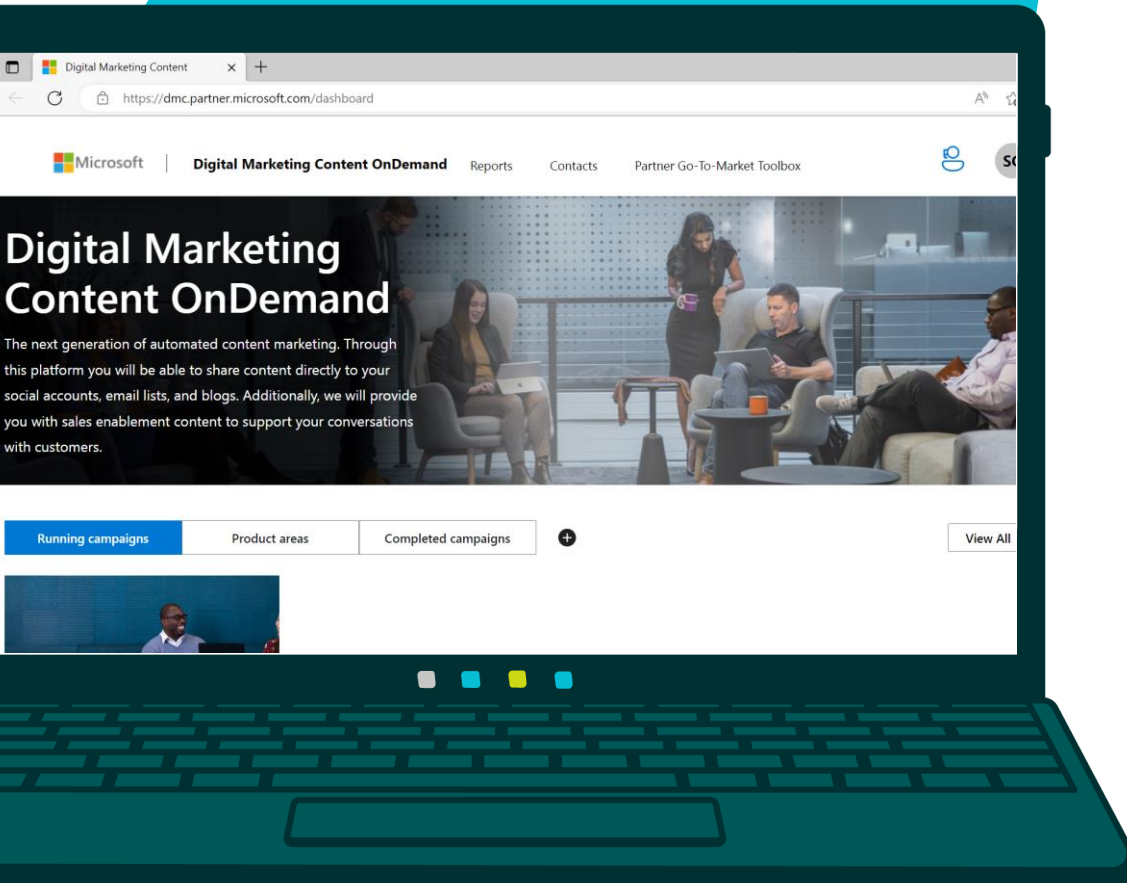 Digital Marketing Content
https://dmc.partner.microsoft.com/dashboard
Microsoft
Digital Marketing Content OnDemand Reports Contacts Partner Go-To-Market Toolbox
Digital Marketing
Content OnDemand
The next generation of automated content marketing. Through
this platform you will be able to share content directly to your
social accounts, email lists, and blogs. Additionally, we will provide
you with sales enablement content to support your conversations
with customers.
Running campaigns Product areas Completed campaigns View All